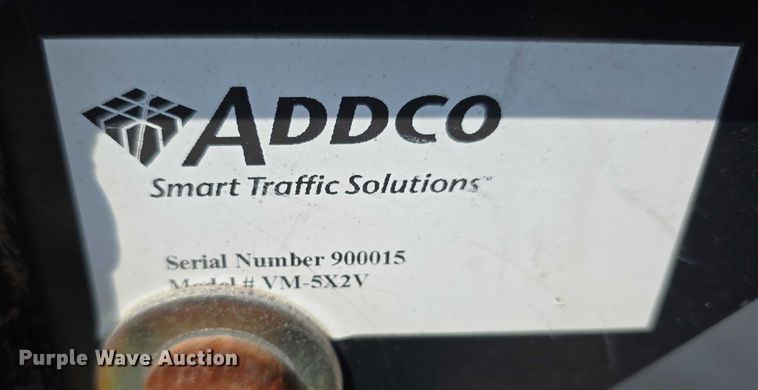 ADDCO
Smart Traffic Solutions™
Serial Number 900015
Model # VM-5X2V
Purple Wave Auction